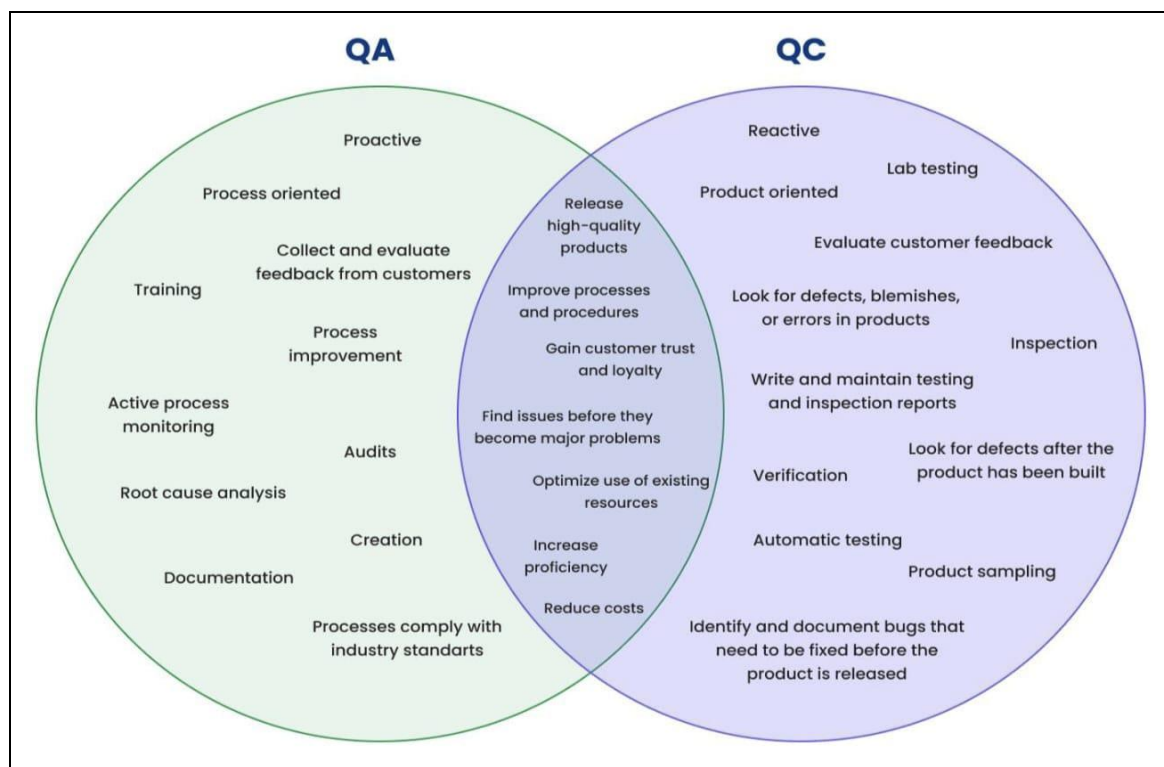 QA
Proactive
Process oriented
Collect and evaluate
feedback from customers
Training
Process
improvement
Active process
monitoring
Audits
Root cause analysis
Creation
Documentation
Processes comply with
industry standarts
Release
high-quality
products
Improve processes
and procedures
Gain customer trust
and loyalty
Find issues before they
become major problems
Optimize use of existing
resources
Increase
proficiency
Reduce costs
QC
Reactive
Lab testing
Product oriented
Evaluate customer feedback
Look for defects, blemishes,
or errors in products
Inspection
Write and maintain testing
and inspection reports
Look for defects after the
product has been built
Verification
Automatic testing
Product sampling
Identify and document bugs that
need to be fixed before the
product is released